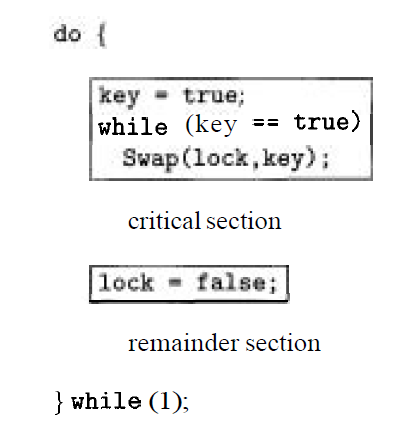 do {
key = true;
while (key == true)
Swap(lock,key);
critical section
lock = false;
remainder section
} while (1);